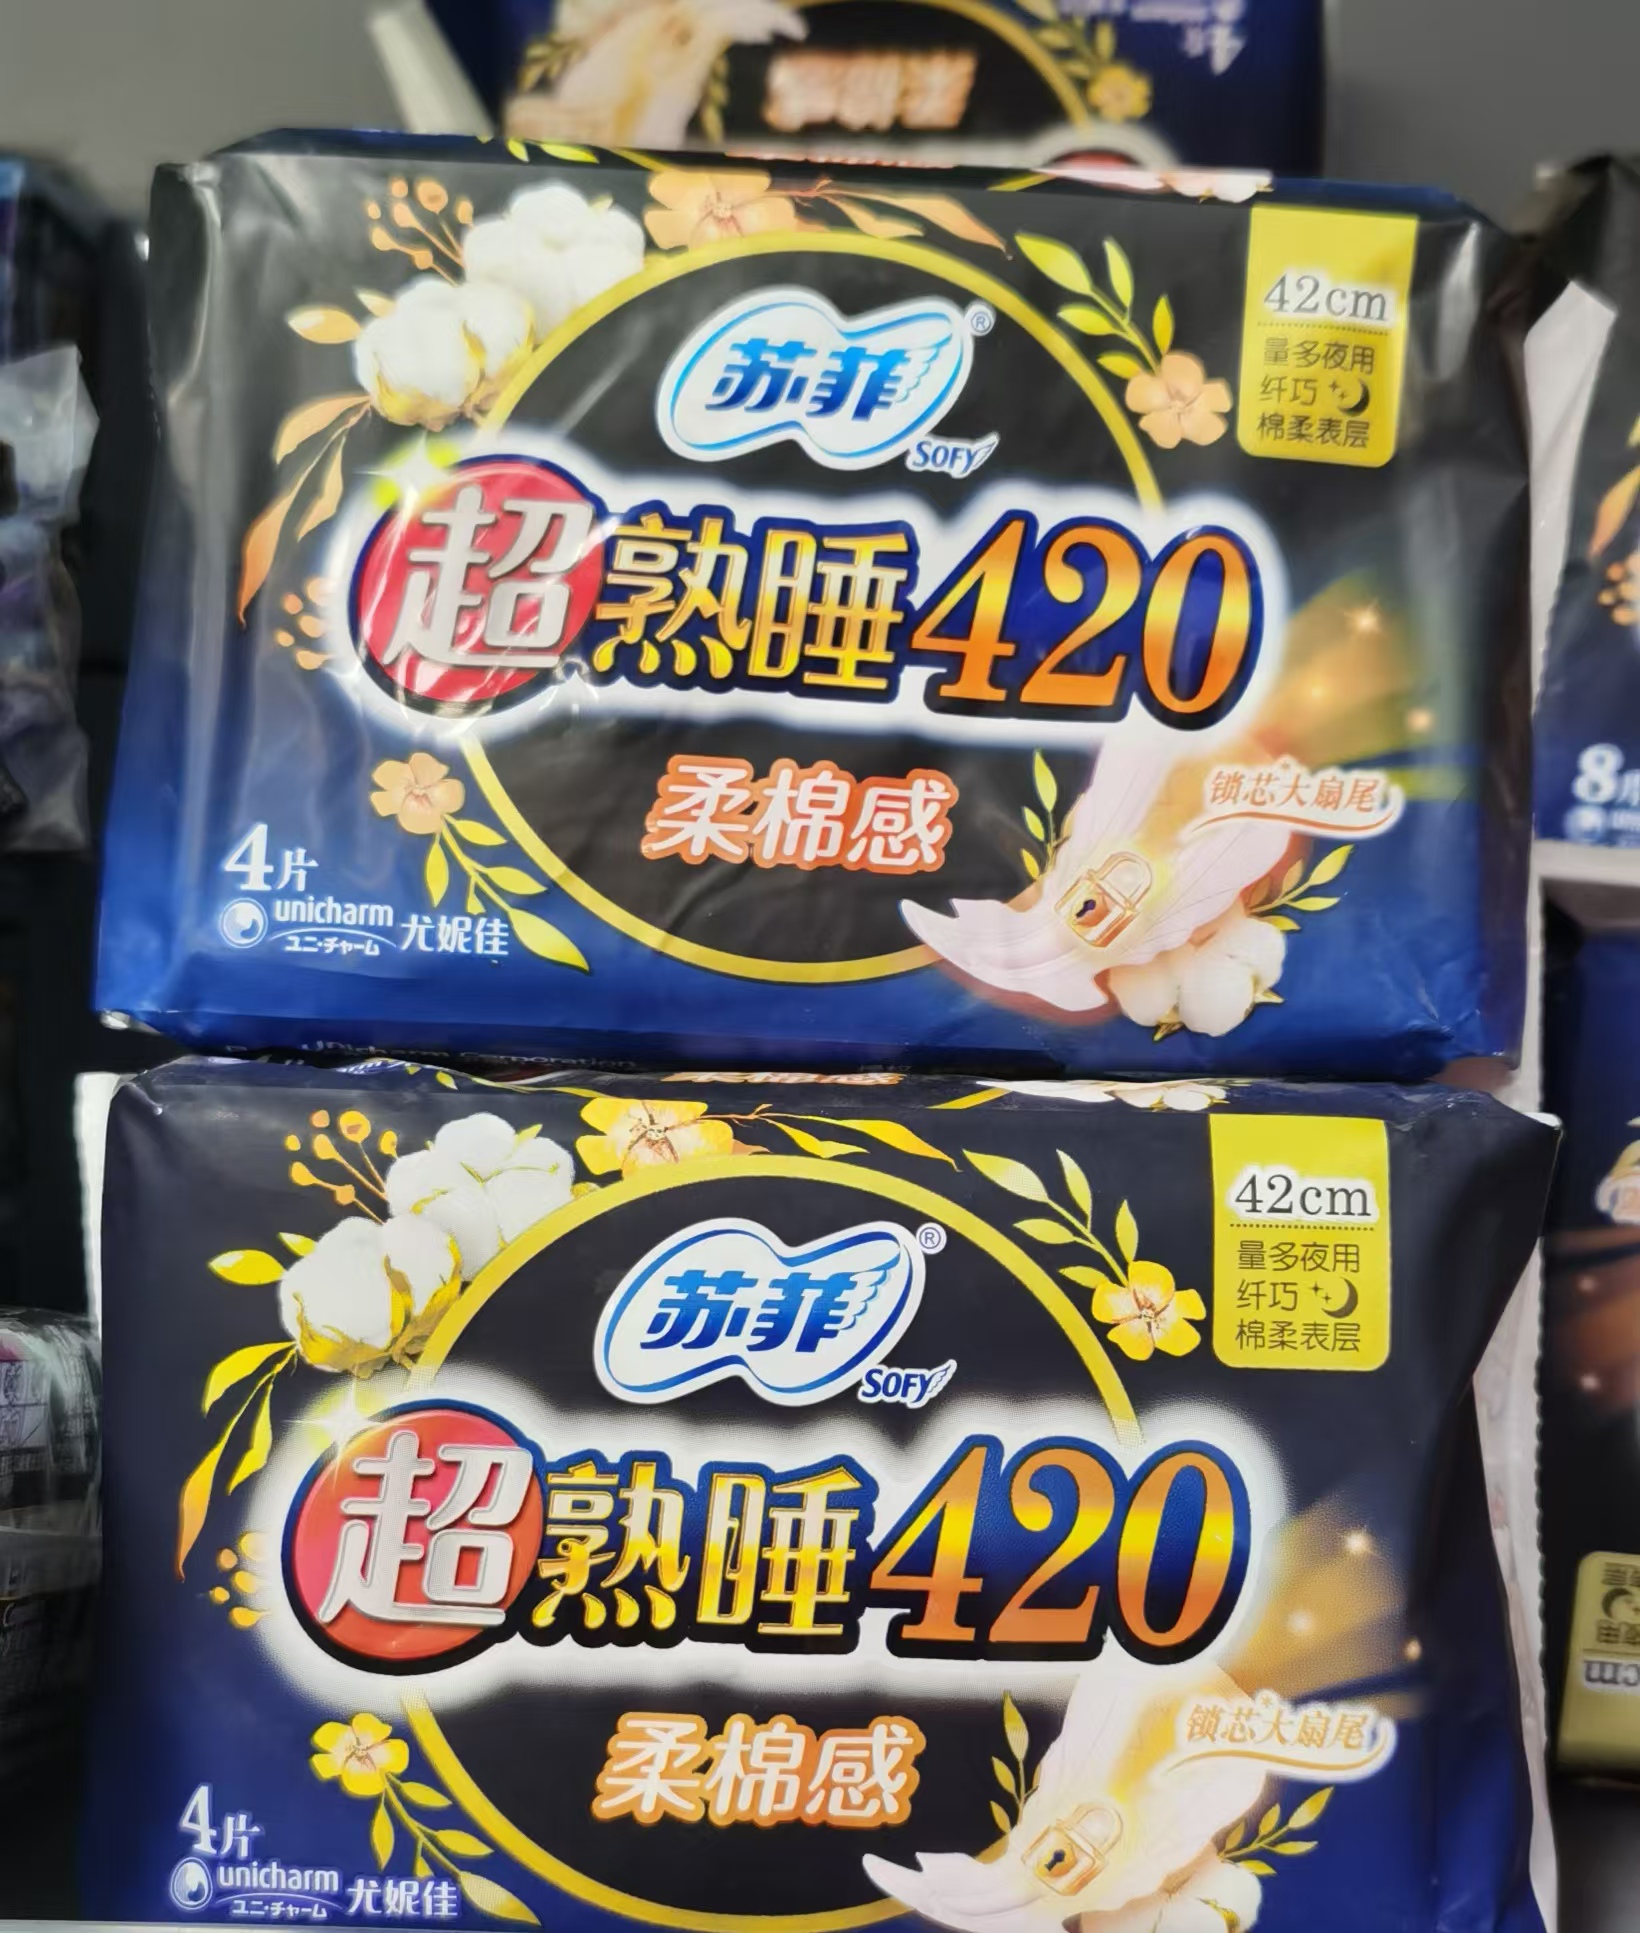 42cm
量多夜用
纤巧
棉柔表层
苏菲®
SOFY
超熟睡420
柔棉感
锁芯大扇尾
4片
unicharm 尤妮佳
ユニ・チャーム
42cm
量多夜用
纤巧
棉柔表层
苏菲®
SOFY
超熟睡420
柔棉感
锁芯大扇尾
4片
unicharm 尤妮佳
ユニ・チャーム
8片